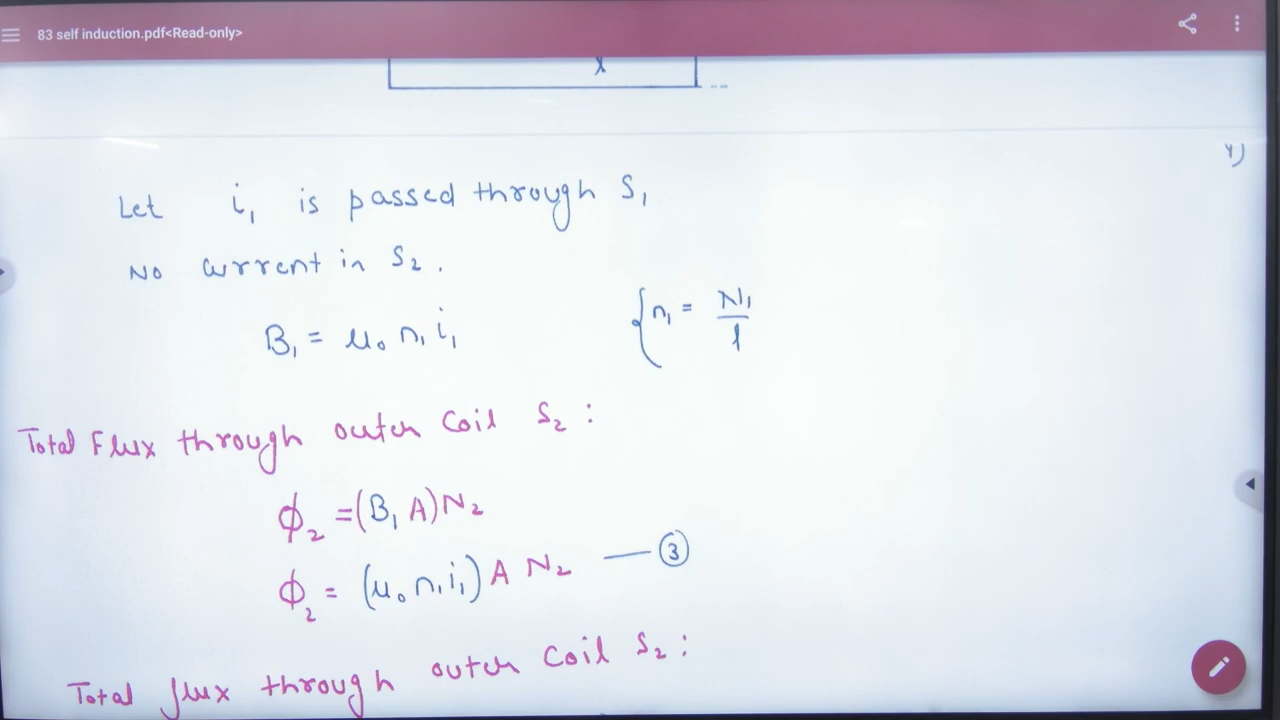 83 self induction.pdf<Read-only>
x
4)
Let i₁ is passed through S₁
No current in S₂.
B₁ = μ₀ n₁ i₁ { n₁ = N₁/l
Total Flux through outer coil S₂ :
ϕ₂ = (B₁ A) N₂
ϕ₂ = (μ₀ n₁ i₁) A N₂ — ③
Total flux through outer coil S₂ :